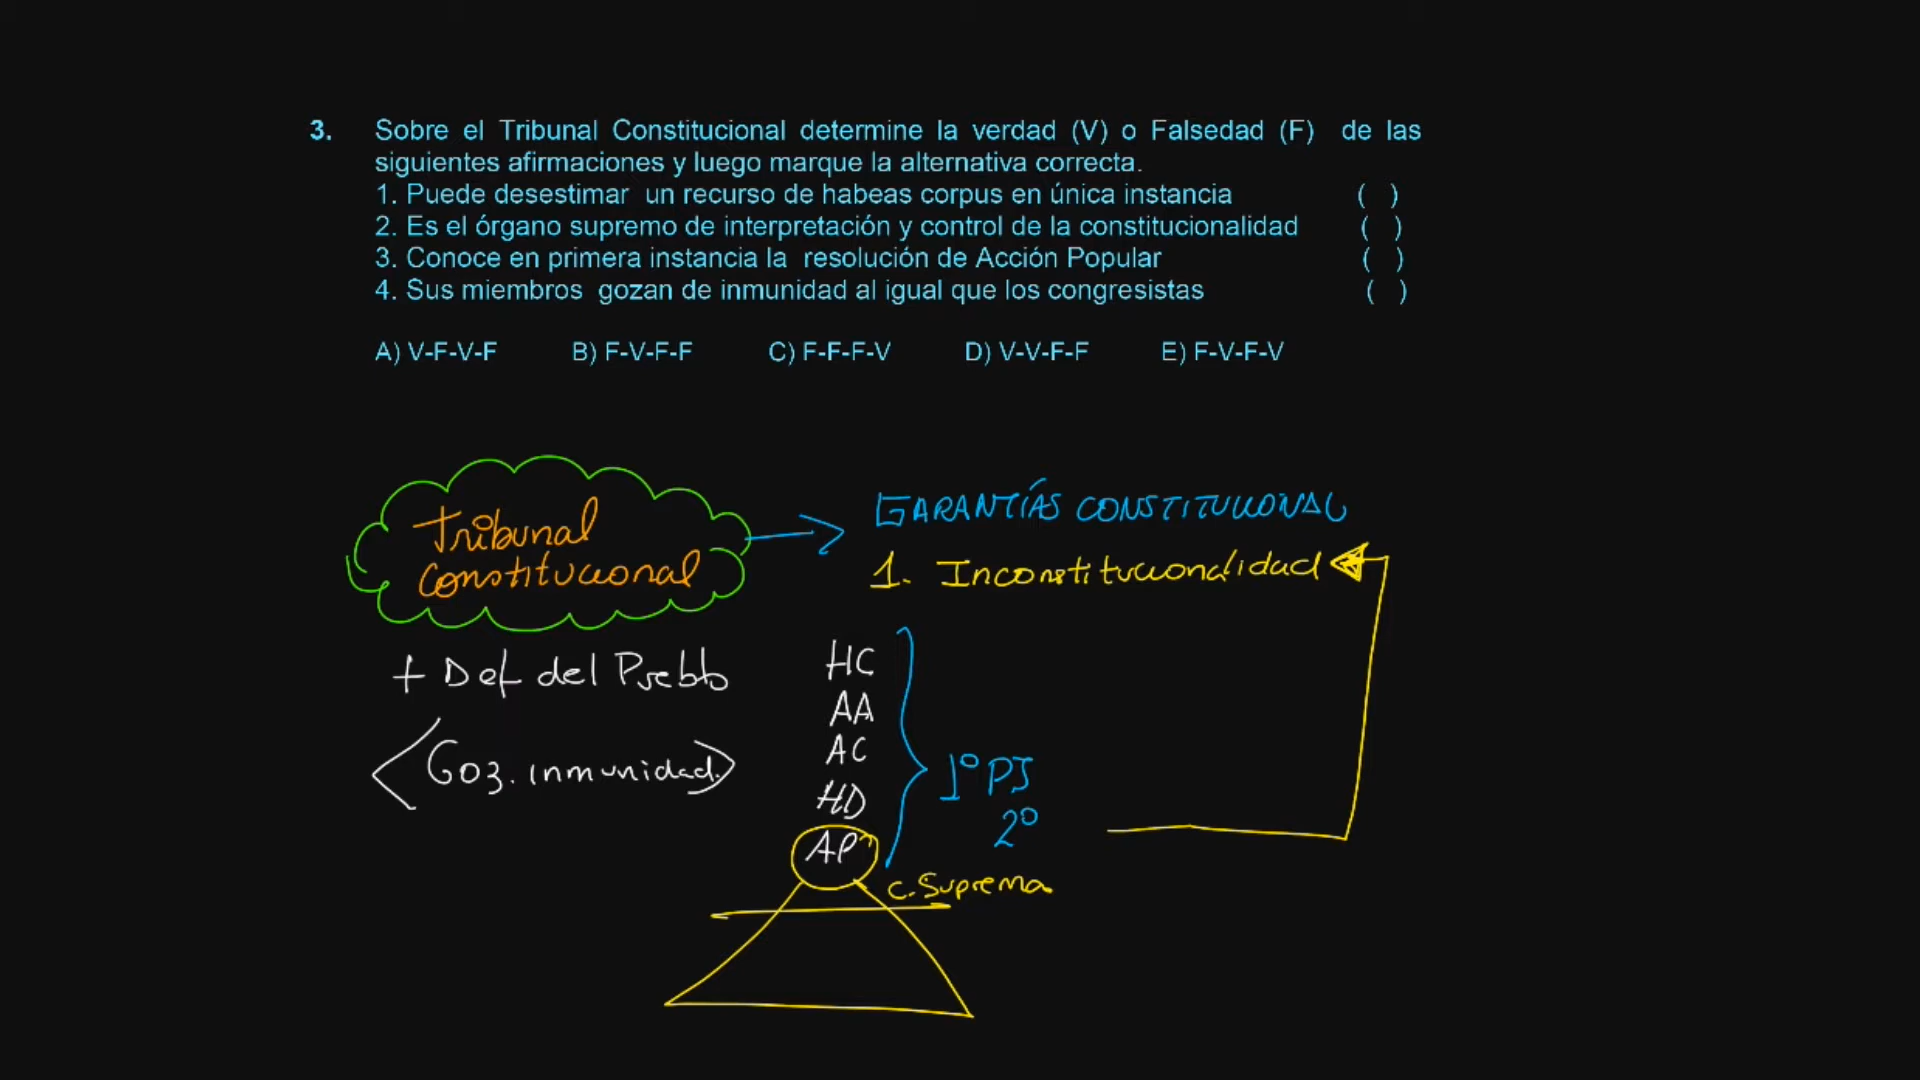 3. Sobre el Tribunal Constitucional determine la verdad (V) o Falsedad (F) de las
siguientes afirmaciones y luego marque la alternativa correcta.
1. Puede desestimar un recurso de habeas corpus en única instancia ( )
2. Es el órgano supremo de interpretación y control de la constitucionalidad ( )
3. Conoce en primera instancia la resolución de Acción Popular ( )
4. Sus miembros gozan de inmunidad al igual que los congresistas ( )
A) V-F-V-F B) F-V-F-F C) F-F-F-V D) V-V-F-F E) F-V-F-V
Tribunal
Constitucional
GARANTÍAS CONSTITUCIONAL
1. Inconstitucionalidad
+ Def del Pueblo
Goz. inmunidad.
HC
AA
AC
HD
AP
1° PJ
2°
C. Suprema